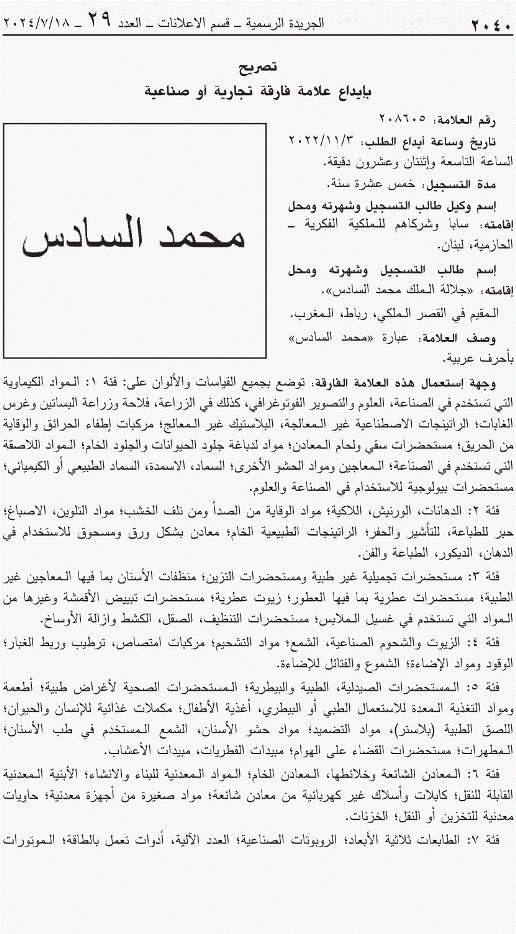 ٢٠٤٠ الجريدة الرسمية ــ قسم الاعلانات ــ العدد ٢٩ ــ ٢٠٢٤/٧/١٨
تصريح
بإيداع علامة فارقة تجارية أو صناعية
رقم العلامة: ٢٠٨٦٠٥
تاريخ وساعة أيداع الطلب: ٢٠٢٢/١١/٣
الساعة التاسعة وإثنتان وعشرون دقيقة.
مدة التسجيل: خمس عشرة سنة.
إسم وكيل طالب التسجيل وشهرته ومحل
إقامته: سابا وشركاهم للملكية الفكرية ــ
الحازمية، لبنان.
إسم طالب التسجيل وشهرته ومحل
إقامته: «جلالة الملك محمد السادس».
المقيم في القصر الملكي، رباط، المغرب.
وصف العلامة: عبارة «محمد السادس»
بأحرف عربية.
محمد السادس
وجهة إستعمال هذه العلامة الفارقة: توضع بجميع القياسات والألوان على: فئة ١: المواد الكيماوية
التي تستخدم في الصناعة، العلوم والتصوير الفوتوغرافي، كذلك في الزراعة، فلاحة وزراعة البساتين وغرس
الغابات؛ الراتينجات الاصطناعية غير المعالجة، البلاستيك غير المعالج؛ مركبات إطفاء الحرائق والوقاية
من الحريق؛ مستحضرات سقي ولحام المعادن؛ مواد لدباغة جلود الحيوانات والجلود الخام؛ المواد اللاصقة
التي تستخدم في الصناعة؛ المعاجين ومواد الحشو الأخرى؛ السماد، الاسمدة، السماد الطبيعي أو الكيميائي؛
مستحضرات بيولوجية للاستخدام في الصناعة والعلوم.
فئة ٢: الدهانات، الورنيش، اللاكية؛ مواد الوقاية من الصدأ ومن تلف الخشب؛ مواد التلوين، الاصباغ؛
حبر للطباعة، للتأشير والحفر؛ الراتينجات الطبيعية الخام؛ معادن بشكل ورق ومسحوق للاستخدام في
الدهان، الديكور، الطباعة والفن.
فئة ٣: مستحضرات تجميلية غير طبية ومستحضرات التزين؛ منظفات الأسنان بما فيها المعاجين غير
الطبية؛ مستحضرات عطرية بما فيها العطور؛ زيوت عطرية؛ مستحضرات تبييض الأقمشة وغيرها من
المواد التي تستخدم في غسيل الملابس؛ مستحضرات التنظيف، الصقل، الكشط وازالة الأوساخ.
فئة ٤: الزيوت والشحوم الصناعية، الشمع؛ مواد التشحيم؛ مركبات امتصاص، ترطيب وربط الغبار؛
الوقود ومواد الإضاءة؛ الشموع والفتائل للإضاءة.
فئة ٥: المستحضرات الصيدلية، الطبية والبيطرية؛ المستحضرات الصحية لأغراض طبية؛ أطعمة
ومواد التغذية المعدة للاستعمال الطبي أو البيطري، أغذية الأطفال؛ مكملات غذائية للإنسان والحيوان؛
اللصق الطبية (بلاستر)، مواد التضميد؛ مواد حشو الأسنان، الشمع المستخدم في طب الأسنان؛
المطهرات؛ مستحضرات القضاء على الهوام؛ مبيدات الفطريات، مبيدات الأعشاب.
فئة ٦: المعادن الشائعة وخلائطها، المعادن الخام؛ المواد المعدنية للبناء والانشاء؛ الأبنية المعدنية
القابلة للنقل؛ كابلات وأسلاك غير كهربائية من معادن شائعة؛ مواد صغيرة من أجهزة معدنية؛ حاويات
معدنية للتخزين أو النقل؛ الخزنات.
فئة ٧: الطابعات ثلاثية الأبعاد؛ الروبوتات الصناعية؛ العدد الآلية، أدوات تعمل بالطاقة؛ الموتورات